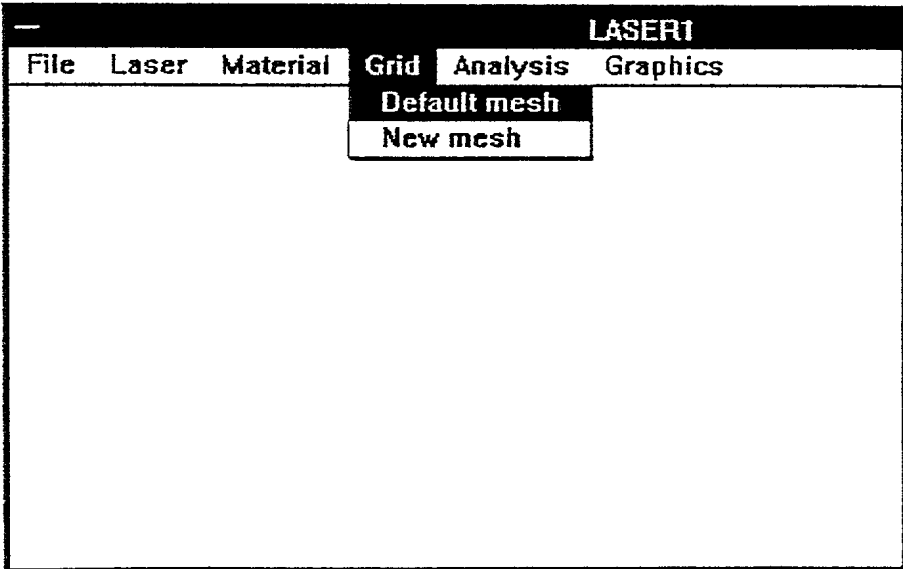 LASER1
File Laser Material Grid Analysis Graphics
Default mesh
New mesh